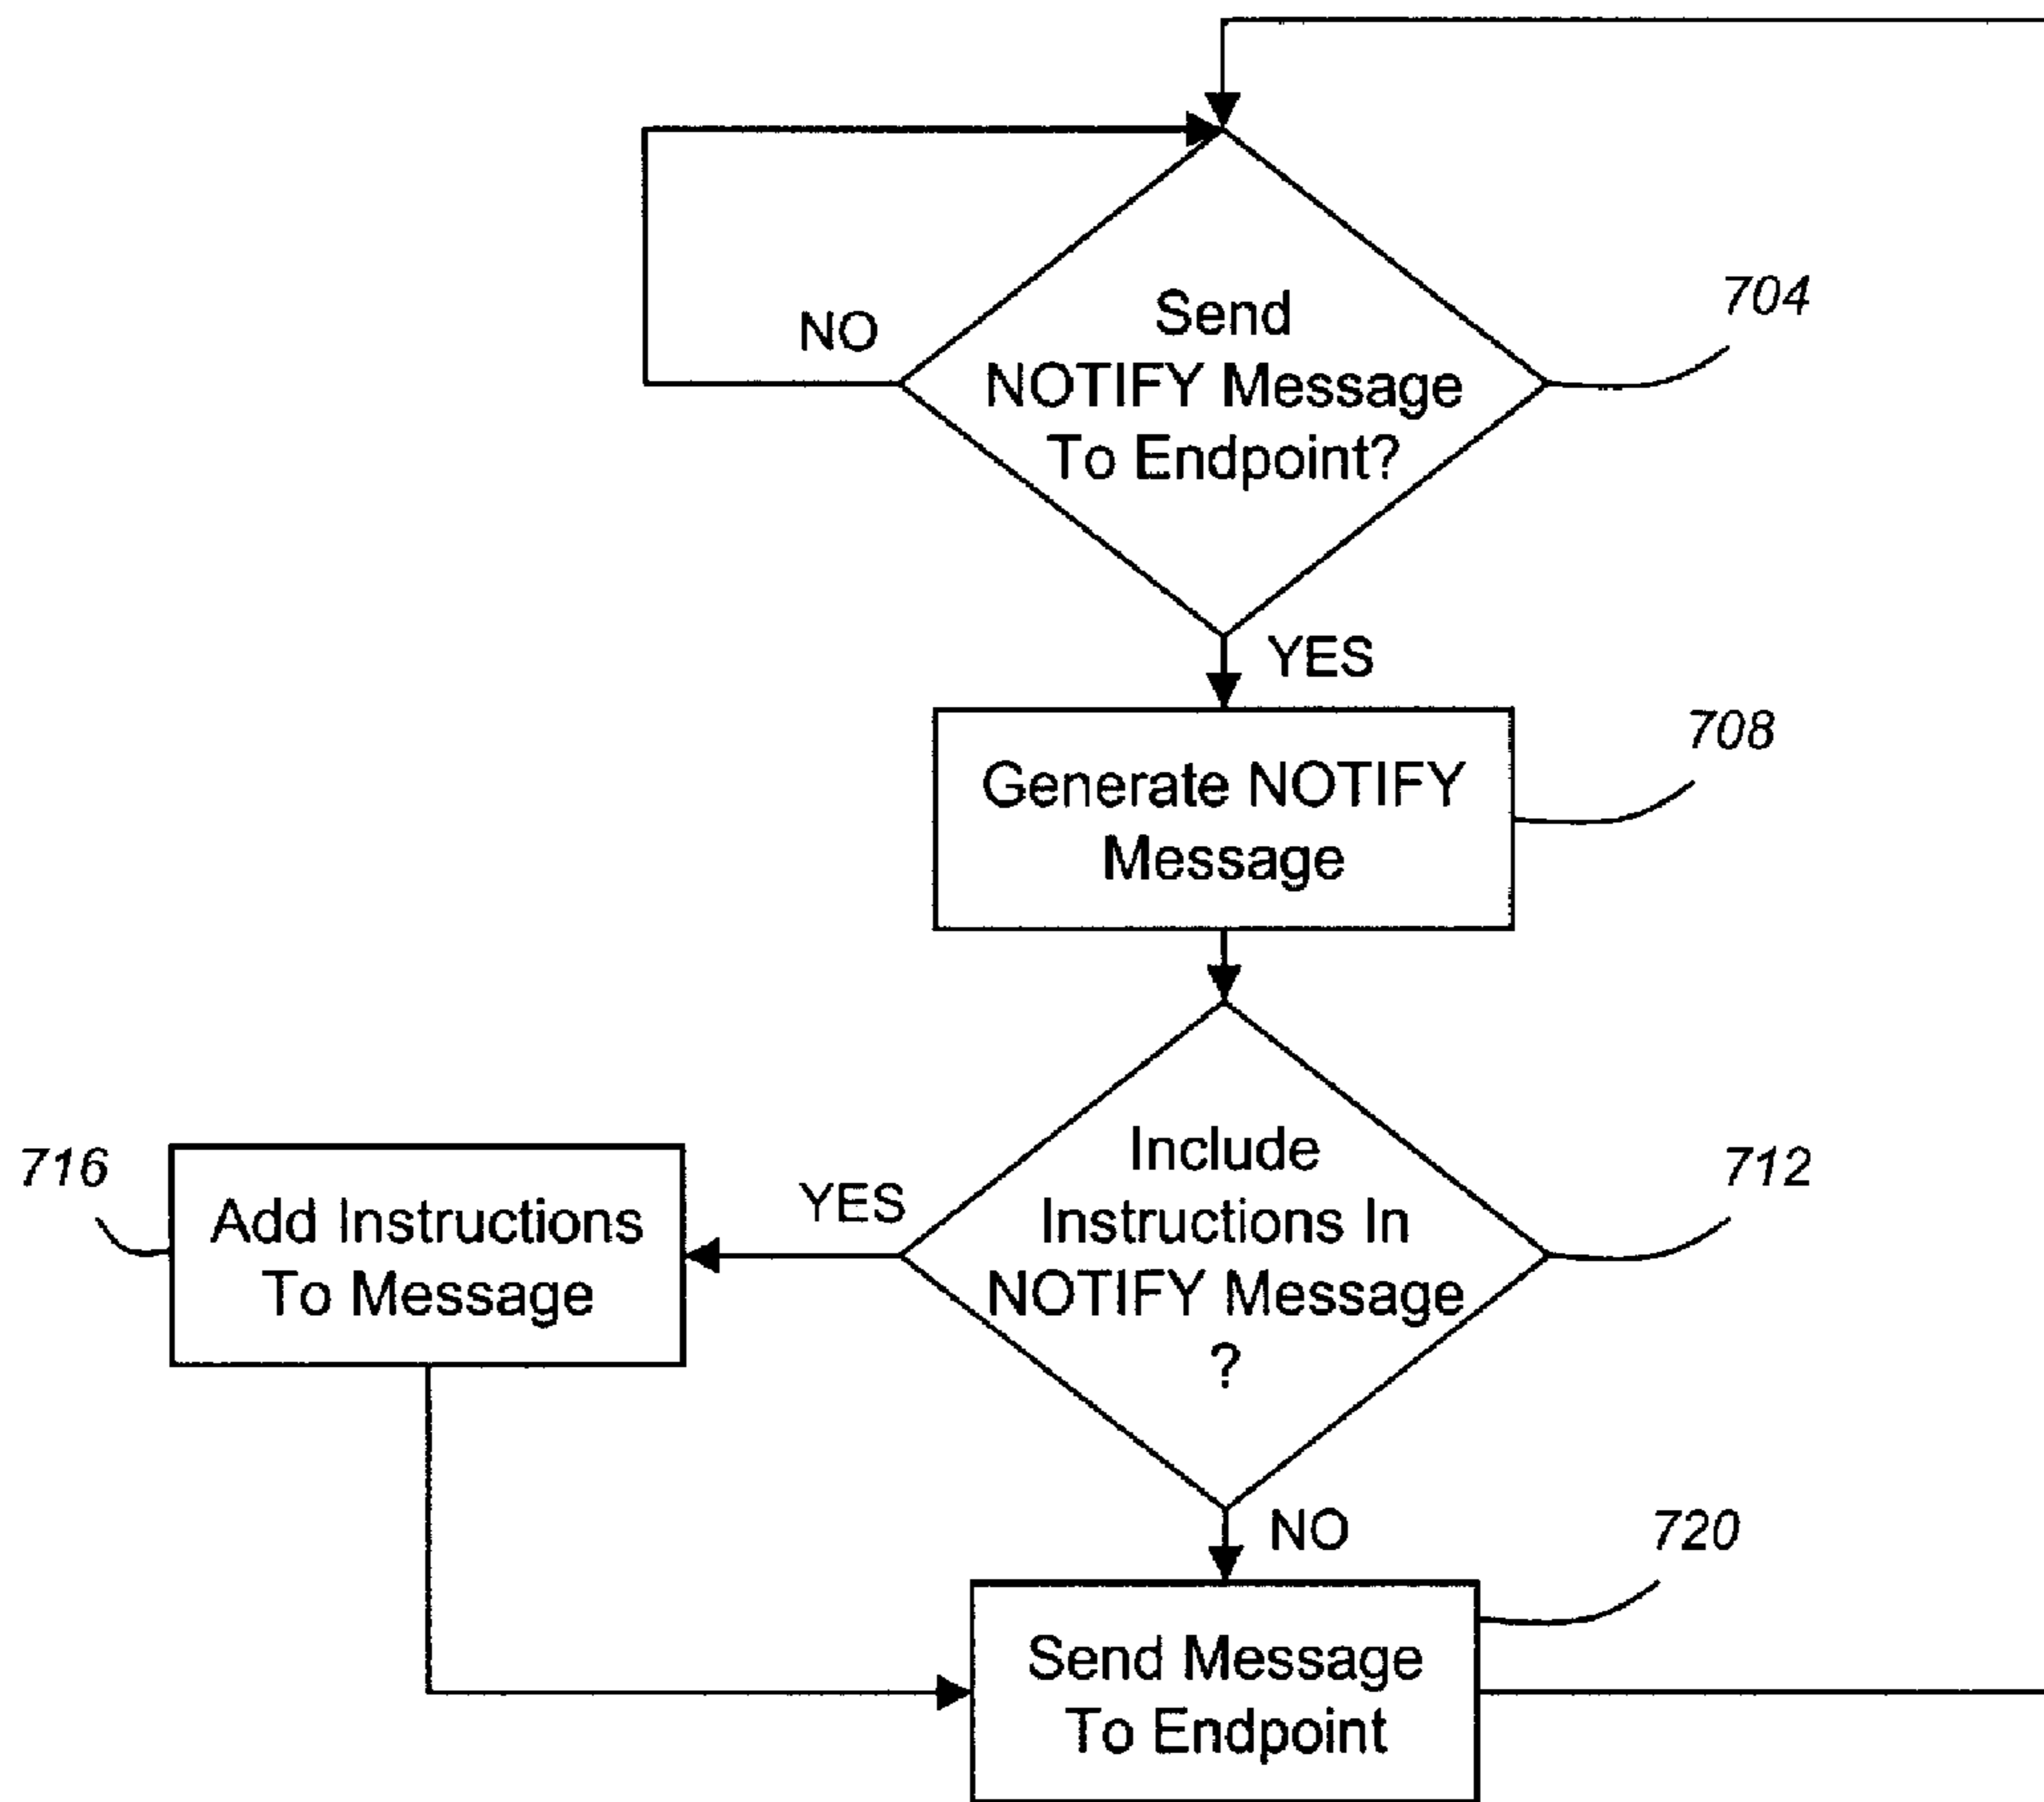 Send
NOTIFY Message
To Endpoint?
704
NO
YES
Generate NOTIFY
Message
708
Include
Instructions In
NOTIFY Message
?
712
YES
716
Add Instructions
To Message
NO
720
Send Message
To Endpoint